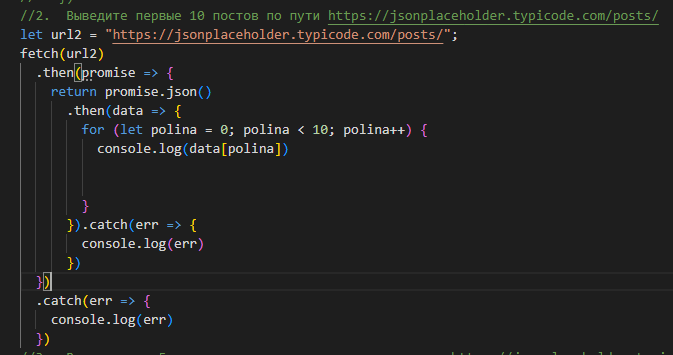 //2. Выведите первые 10 постов по пути https://jsonplaceholder.typicode.com/posts/
let url2 = "https://jsonplaceholder.typicode.com/posts/";
fetch(url2)
.then(promise => {
return promise.json()
.then(data => {
for (let polina = 0; polina < 10; polina++) {
console.log(data[polina])
}
}).catch(err => {
console.log(err)
})
})
.catch(err => {
console.log(err)
})